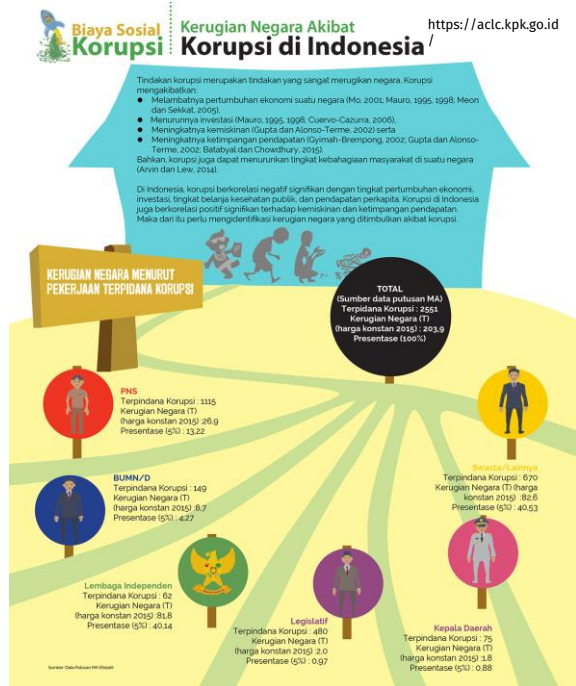 Biaya Sosial
Korupsi
Kerugian Negara Akibat
Korupsi di Indonesia
https://aclc.kpk.go.id
/
Tindakan korupsi merupakan tindakan yang sangat merugikan negara. Korupsi
mengakibatkan:
● Melambatnya pertumbuhan ekonomi suatu negara (Mo, 2001; Mauro, 1995, 1998; Meon
dan Sekkat, 2005),
● Menurunnya investasi (Mauro, 1995, 1998; Cuervo-Cazurra, 2006),
● Meningkatnya kemiskinan (Gupta dan Alonso-Terme, 2002) serta
● Meningkatnya ketimpangan pendapatan (Gyimah-Brempong, 2002; Gupta dan Alonso-
Terme, 2002; Batabyal dan Chowdhury, 2015).
Bahkan, korupsi juga dapat menurunkan tingkat kebahagiaan masyarakat di suatu negara
(Arvin dan Lew, 2014).
Di Indonesia, korupsi berkorelasi negatif signifikan dengan tingkat pertumbuhan ekonomi,
investasi, tingkat belanja kesehatan publik, dan pendapatan perkapita. Korupsi di Indonesia
juga berkorelasi positif signifikan terhadap kemiskinan dan ketimpangan pendapatan.
Maka dari itu perlu mengidentifikasi kerugian negara yang ditimbulkan akibat korupsi.
KERUGIAN NEGARA MENURUT
PEKERJAAN TERPIDANA KORUPSI
TOTAL
(Sumber data putusan MA)
Terpidana Korupsi : 2551
Kerugian Negara (T)
(harga konstan 2015) : 203,9
Presentase (100%)
PNS
Terpindana Korupsi : 1115
Kerugian Negara (T)
(harga konstan 2015) :26,9
Presentase (5%) : 13,22
Swasta/Lainnya
Terpindana Korupsi : 670
Kerugian Negara (T) (harga
konstan 2015) :82,6
Presentase (5%) : 40,53
BUMN/D
Terpindana Korupsi : 149
Kerugian Negara (T)
(harga konstan 2015) :8,7
Presentase (5%) : 4,27
Lembaga Independen
Terpindana Korupsi : 62
Kerugian Negara (T)
(harga konstan 2015) :81,8
Presentase (5%) : 40,14
Legislatif
Terpindana Korupsi : 480
Kerugian Negara (T)
(harga konstan 2015) :2,0
Presentase (5%) : 0,97
Kepala Daerah
Terpindana Korupsi : 75
Kerugian Negara (T)
(harga konstan 2015) :1,8
Presentase (5%) : 0,88
Sumber: Data Putusan MA